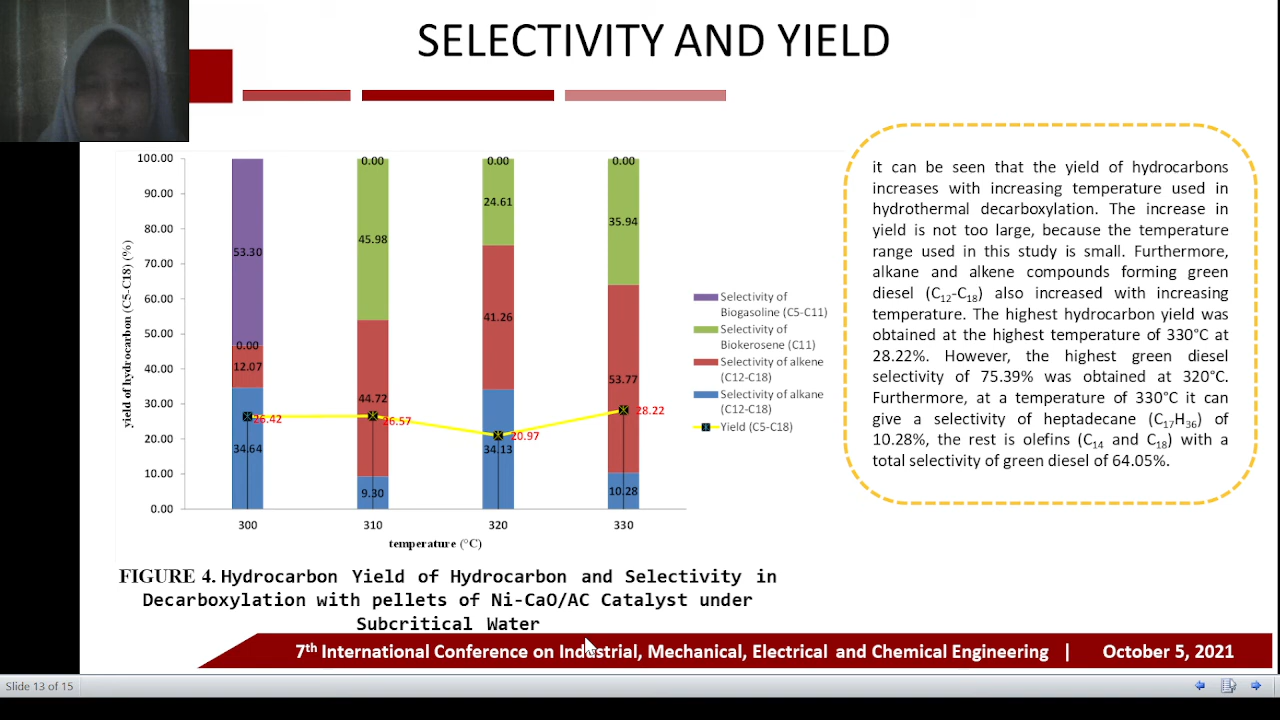 SELECTIVITY AND YIELD
100.00
90.00
80.00
70.00
60.00
50.00
40.00
30.00
20.00
10.00
0.00
yield of hydrocarbon (C5-C18) (%)
53.30
0.00
12.07
26.42
34.64
0.00
45.98
44.72
26.57
9.30
0.00
24.61
41.26
20.97
34.13
0.00
35.94
53.77
28.22
10.28
300 310 320 330
temperature (°C)
Selectivity of
Biogasoline (C5-C11)
Selectivity of
Biokerosene (C11)
Selectivity of alkene
(C12-C18)
Selectivity of alkane
(C12-C18)
Yield (C5-C18)
it can be seen that the yield of hydrocarbons
increases with increasing temperature used in
hydrothermal decarboxylation. The increase in
yield is not too large, because the temperature
range used in this study is small. Furthermore,
alkane and alkene compounds forming green
diesel (C₁₂-C₁₈) also increased with increasing
temperature. The highest hydrocarbon yield was
obtained at the highest temperature of 330°C at
28.22%. However, the highest green diesel
selectivity of 75.39% was obtained at 320°C.
Furthermore, at a temperature of 330°C it can
give a selectivity of heptadecane (C₁₇H₃₆) of
10.28%, the rest is olefins (C₁₄ and C₁₈) with a
total selectivity of green diesel of 64.05%.
FIGURE 4. Hydrocarbon Yield of Hydrocarbon and Selectivity in
Decarboxylation with pellets of Ni-CaO/AC Catalyst under
Subcritical Water
7th International Conference on Industrial, Mechanical, Electrical and Chemical Engineering | October 5, 2021
Slide 13 of 15